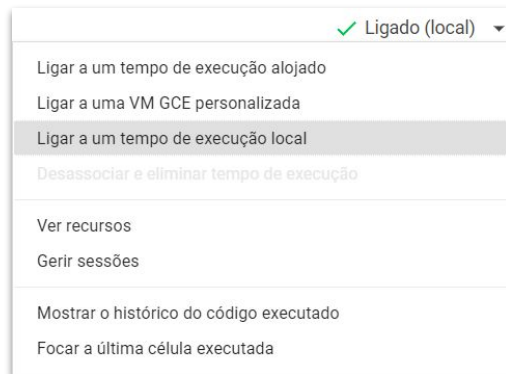 Ligado (local)
Ligar a um tempo de execução alojado
Ligar a uma VM GCE personalizada
Ligar a um tempo de execução local
Desassociar e eliminar tempo de execução
Ver recursos
Gerir sessões
Mostrar o histórico do código executado
Focar a última célula executada